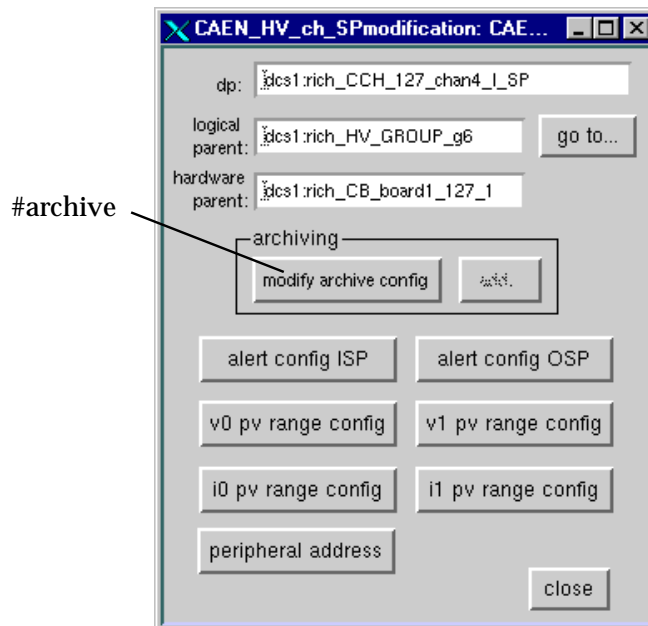 CAEN_HV_ch_SPmodification: CAE...
dp: dcs1:rich_CCH_127_chan4_I_SP
logical
parent: dcs1:rich_HV_GROUP_g6 go to...
hardware
parent: dcs1:rich_CB_board1_127_1
#archive
archiving
modify archive config
alert config ISP alert config OSP
v0 pv range config v1 pv range config
i0 pv range config i1 pv range config
peripheral address
close